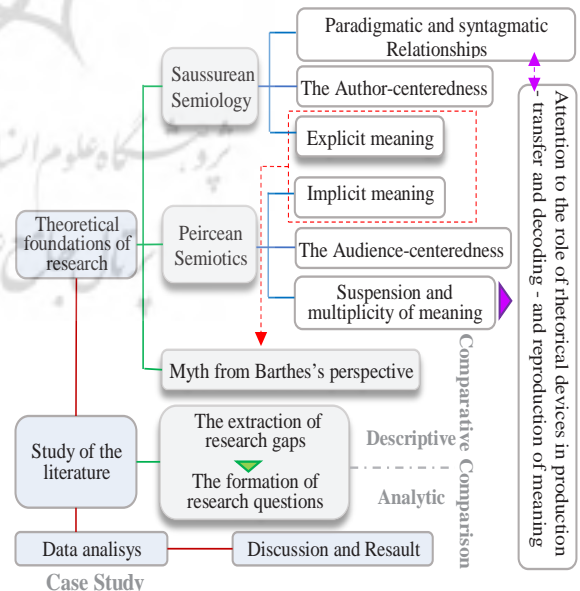 Paradigmatic and syntagmatic
Relationships
Saussurean
Semiology
The Author-centeredness
Explicit meaning
Implicit meaning
Theoretical
foundations of
research
Peircean
Semiotics
The Audience-centeredness
Suspension and
multiplicity of meaning
Myth from Barthes's perspective
Attention to the role of rhetorical devices in production
- transfer and decoding - and reproduction of meaning
Study of the
literature
The extraction of
research gaps
The formation of
research questions
Descriptive
Analytic
Comparative Comparison
Data analisys
Discussion and Resault
Case Study
پژوهشگاه علوم انسا